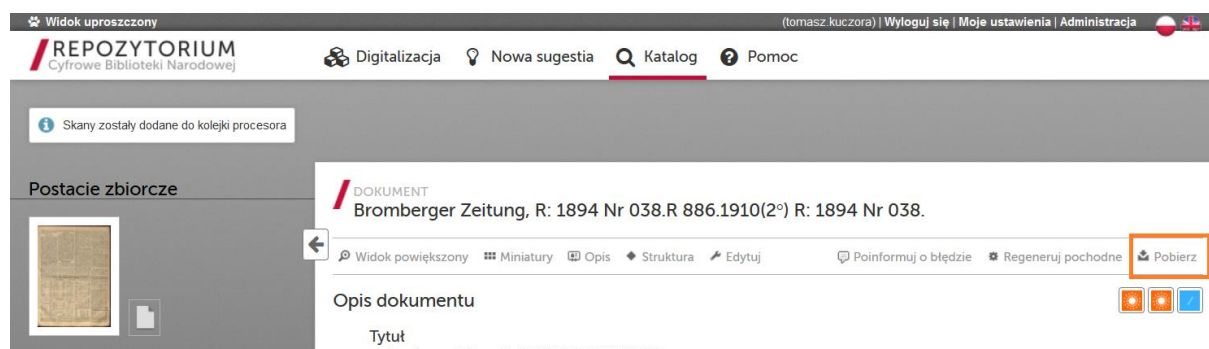 Widok uproszczony
(tomasz.kuczora) | Wyloguj się | Moje ustawienia | Administracja
REPOZYTORIUM
Cyfrowe Biblioteki Narodowej
Digitalizacja Nowa sugestia Katalog Pomoc
Skany zostały dodane do kolejki procesora
Postacie zbiorcze
DOKUMENT
Bromberger Zeitung, R: 1894 Nr 038.R 886.1910(2°) R: 1894 Nr 038.
Widok powiększony Miniatury Opis Struktura Edytuj Poinformuj o błędzie Regeneruj pochodne Pobierz
Opis dokumentu
Tytuł